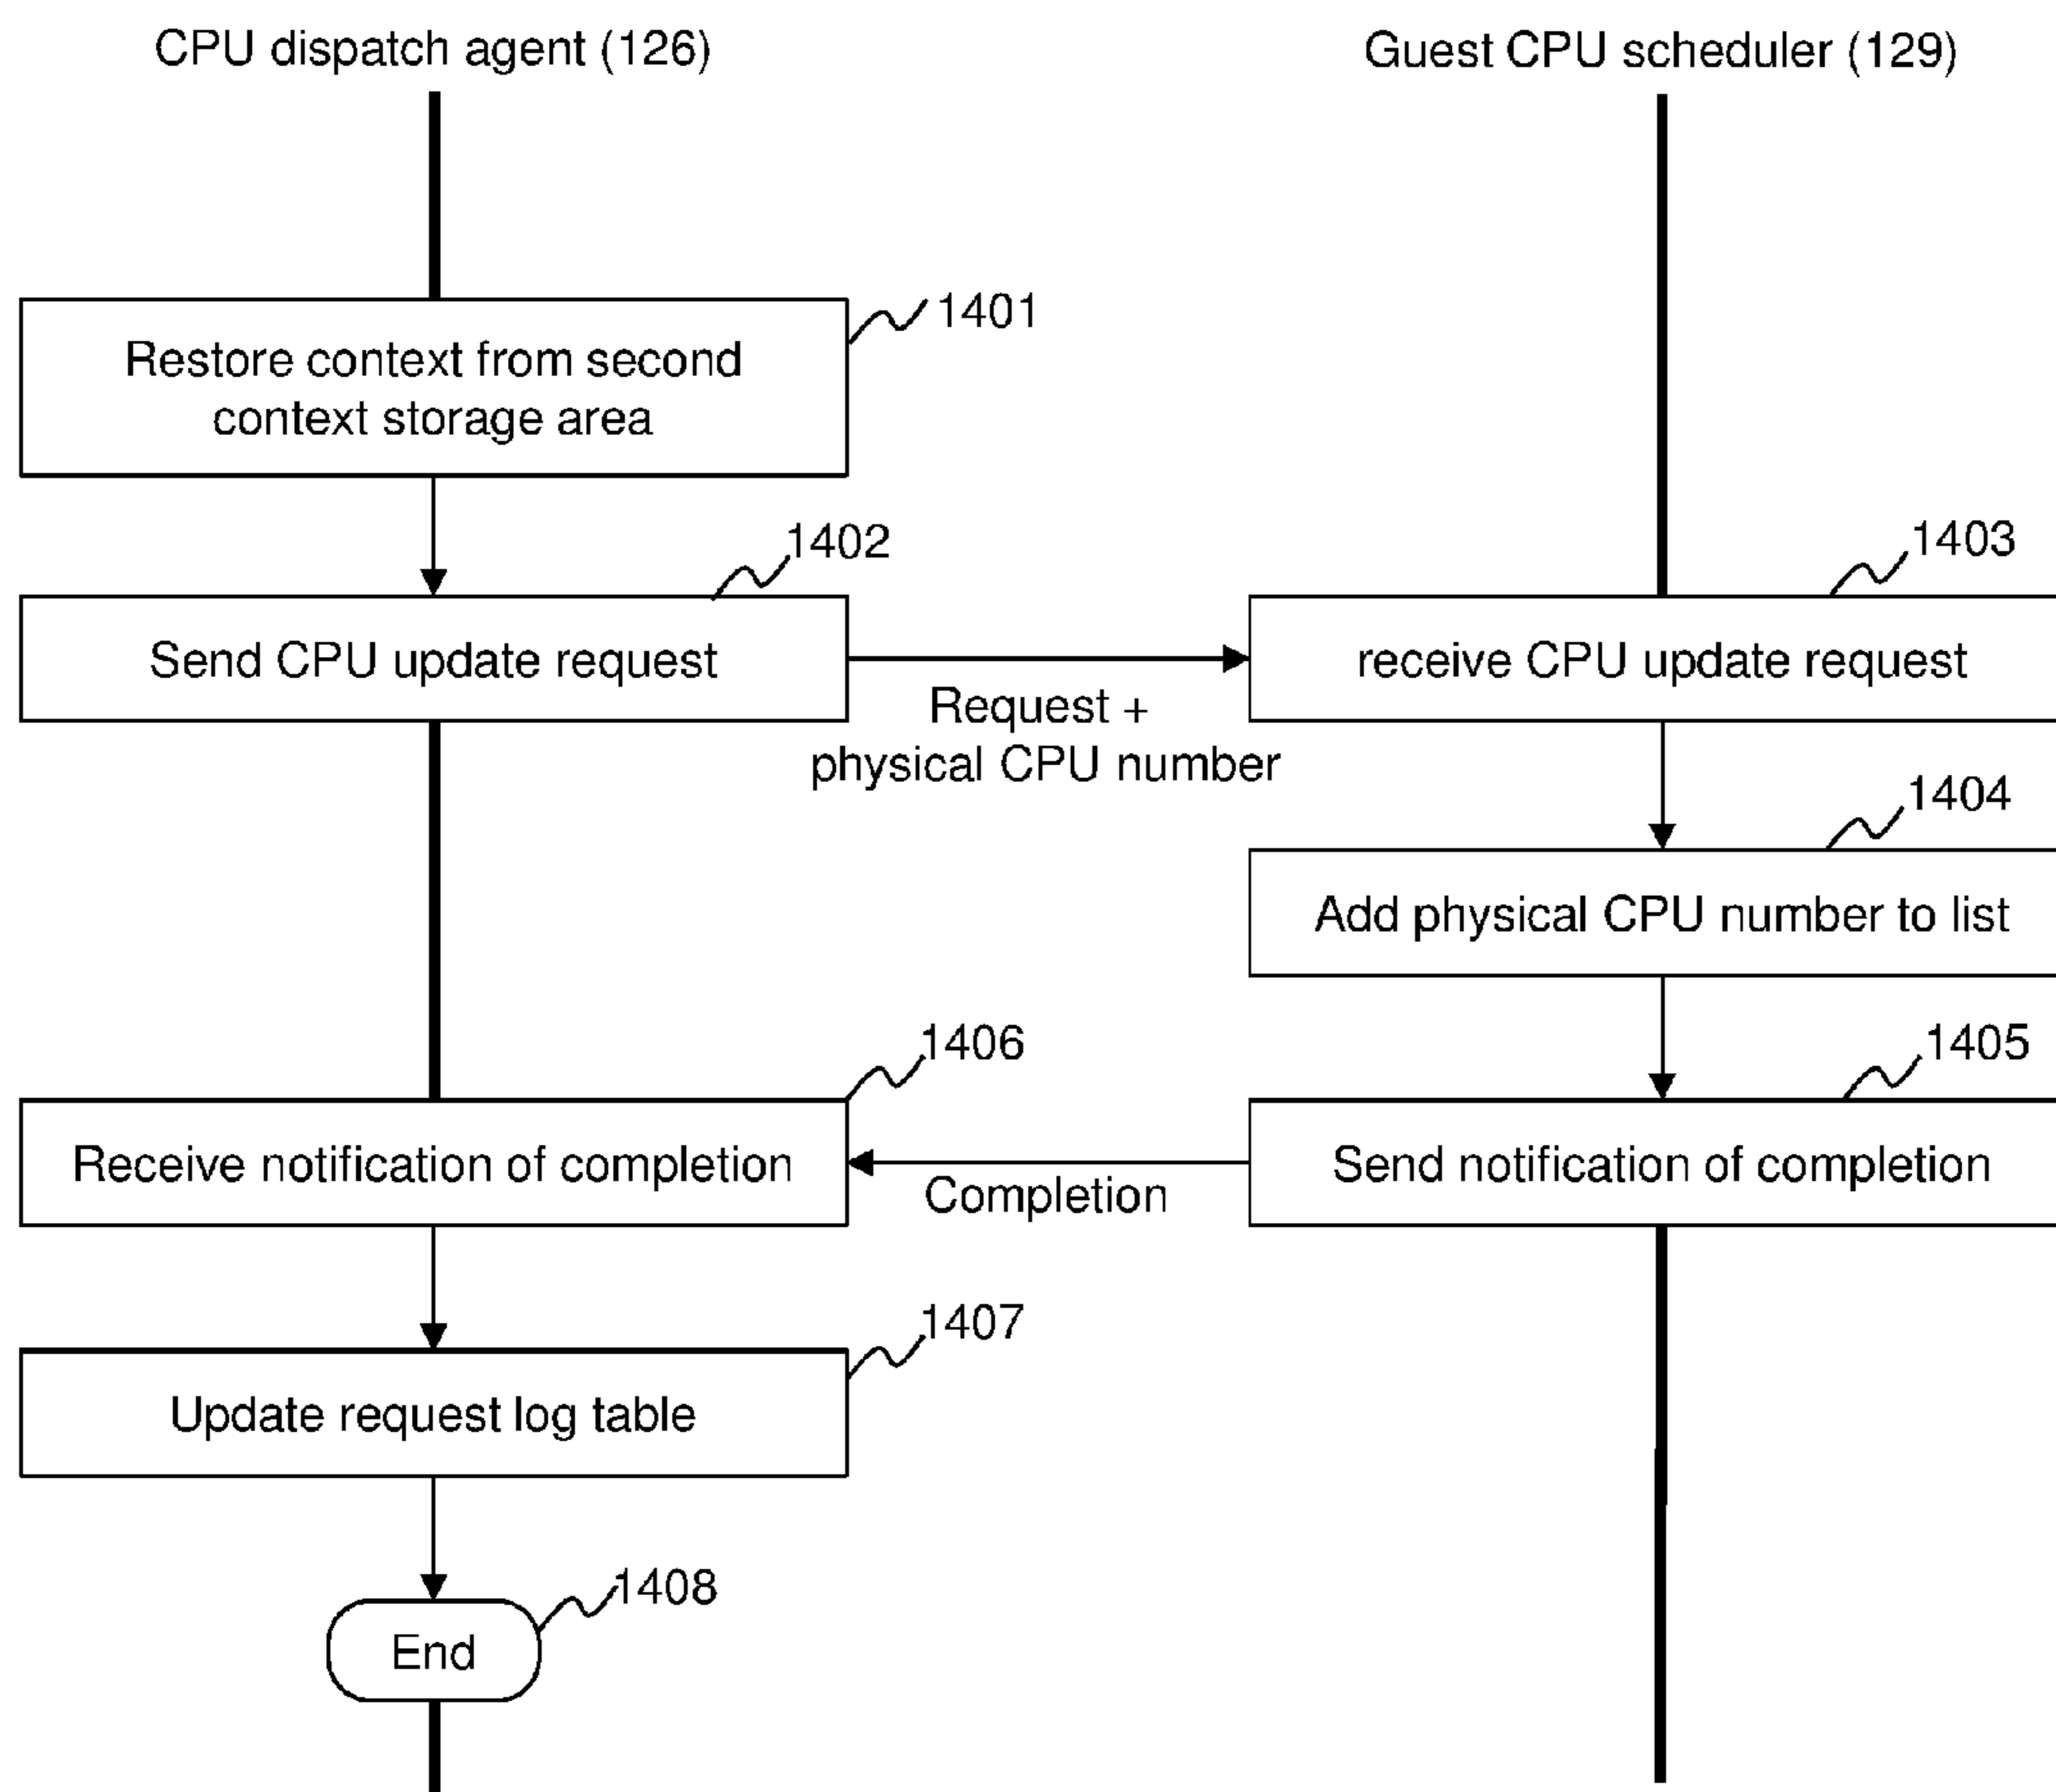 CPU dispatch agent (126)
Guest CPU scheduler (129)
1401
Restore context from second
context storage area
1402
1403
Send CPU update request
receive CPU update request
Request +
physical CPU number
1404
Add physical CPU number to list
1406
1405
Receive notification of completion
Send notification of completion
Completion
1407
Update request log table
1408
End